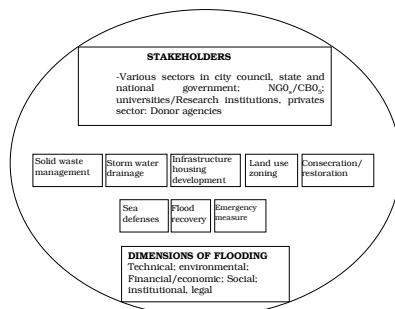 STAKEHOLDERS
-Various sectors in city council, state and
national government; NG0s/CB0s;
universities/Research institutions, privates
sector: Donor agencies
Solid waste
management
Storm water
drainage
Infrastructure
housing
development
Land use
zoning
Consecration/
restoration
Sea
defenses
Flood
recovery
Emergency
measure
DIMENSIONS OF FLOODING
Technical; environmental;
Financial/economic; Social;
institutional, legal